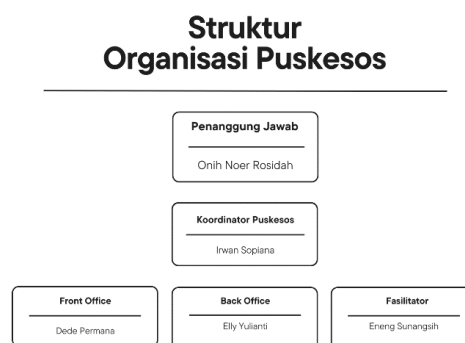 Struktur
Organisasi Puskesos
Penanggung Jawab
Onih Noer Rosidah
Koordinator Puskesos
Irwan Sopiana
Front Office
Dede Permana
Back Office
Elly Yulianti
Fasilitator
Eneng Sunangsih